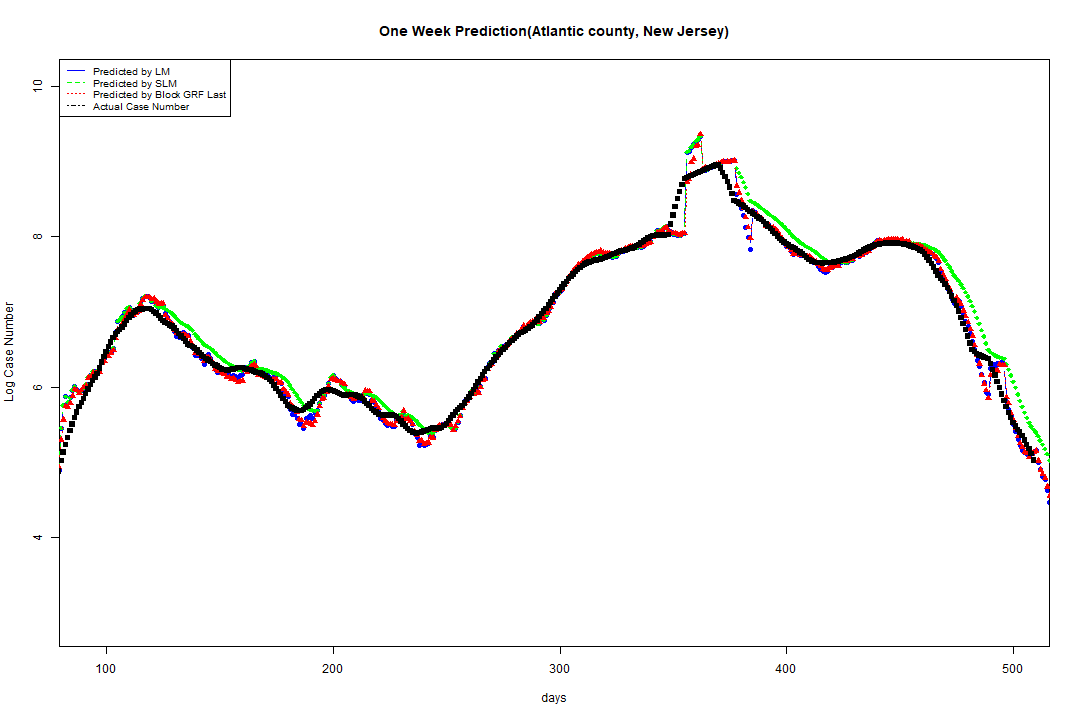 One Week Prediction(Atlantic county, New Jersey)
Predicted by LM
Predicted by SLM
Predicted by Block GRF Last
Actual Case Number
10
8
6
4
Log Case Number
100 200 300 400 500
days